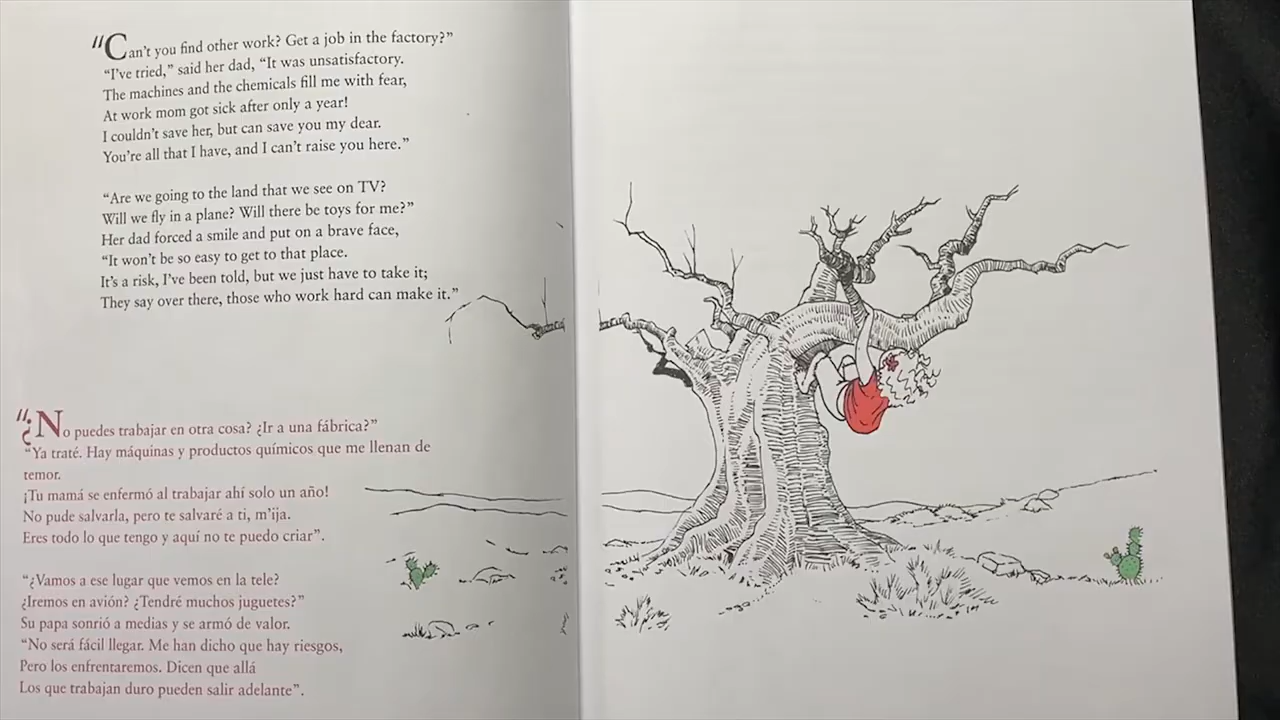 “Can’t you find other work? Get a job in the factory?”
“I’ve tried,” said her dad, “It was unsatisfactory.
The machines and the chemicals fill me with fear,
At work mom got sick after only a year!
I couldn’t save her, but can save you my dear.
You’re all that I have, and I can’t raise you here.”
“Are we going to the land that we see on TV?
Will we fly in a plane? Will there be toys for me?”
Her dad forced a smile and put on a brave face,
“It won’t be so easy to get to that place.
It’s a risk, I’ve been told, but we just have to take it;
They say over there, those who work hard can make it.”
“¿No puedes trabajar en otra cosa? ¿Ir a una fábrica?”
“Ya traté. Hay máquinas y productos químicos que me llenan de
temor.
¡Tu mamá se enfermó al trabajar ahí solo un año!
No pude salvarla, pero te salvaré a ti, m’ija.
Eres todo lo que tengo y aquí no te puedo criar”.
“¿Vamos a ese lugar que vemos en la tele?
¿Iremos en avión? ¿Tendré muchos juguetes?”
Su papa sonrió a medias y se armó de valor.
“No será fácil llegar. Me han dicho que hay riesgos,
Pero los enfrentaremos. Dicen que allá
Los que trabajan duro pueden salir adelante”.